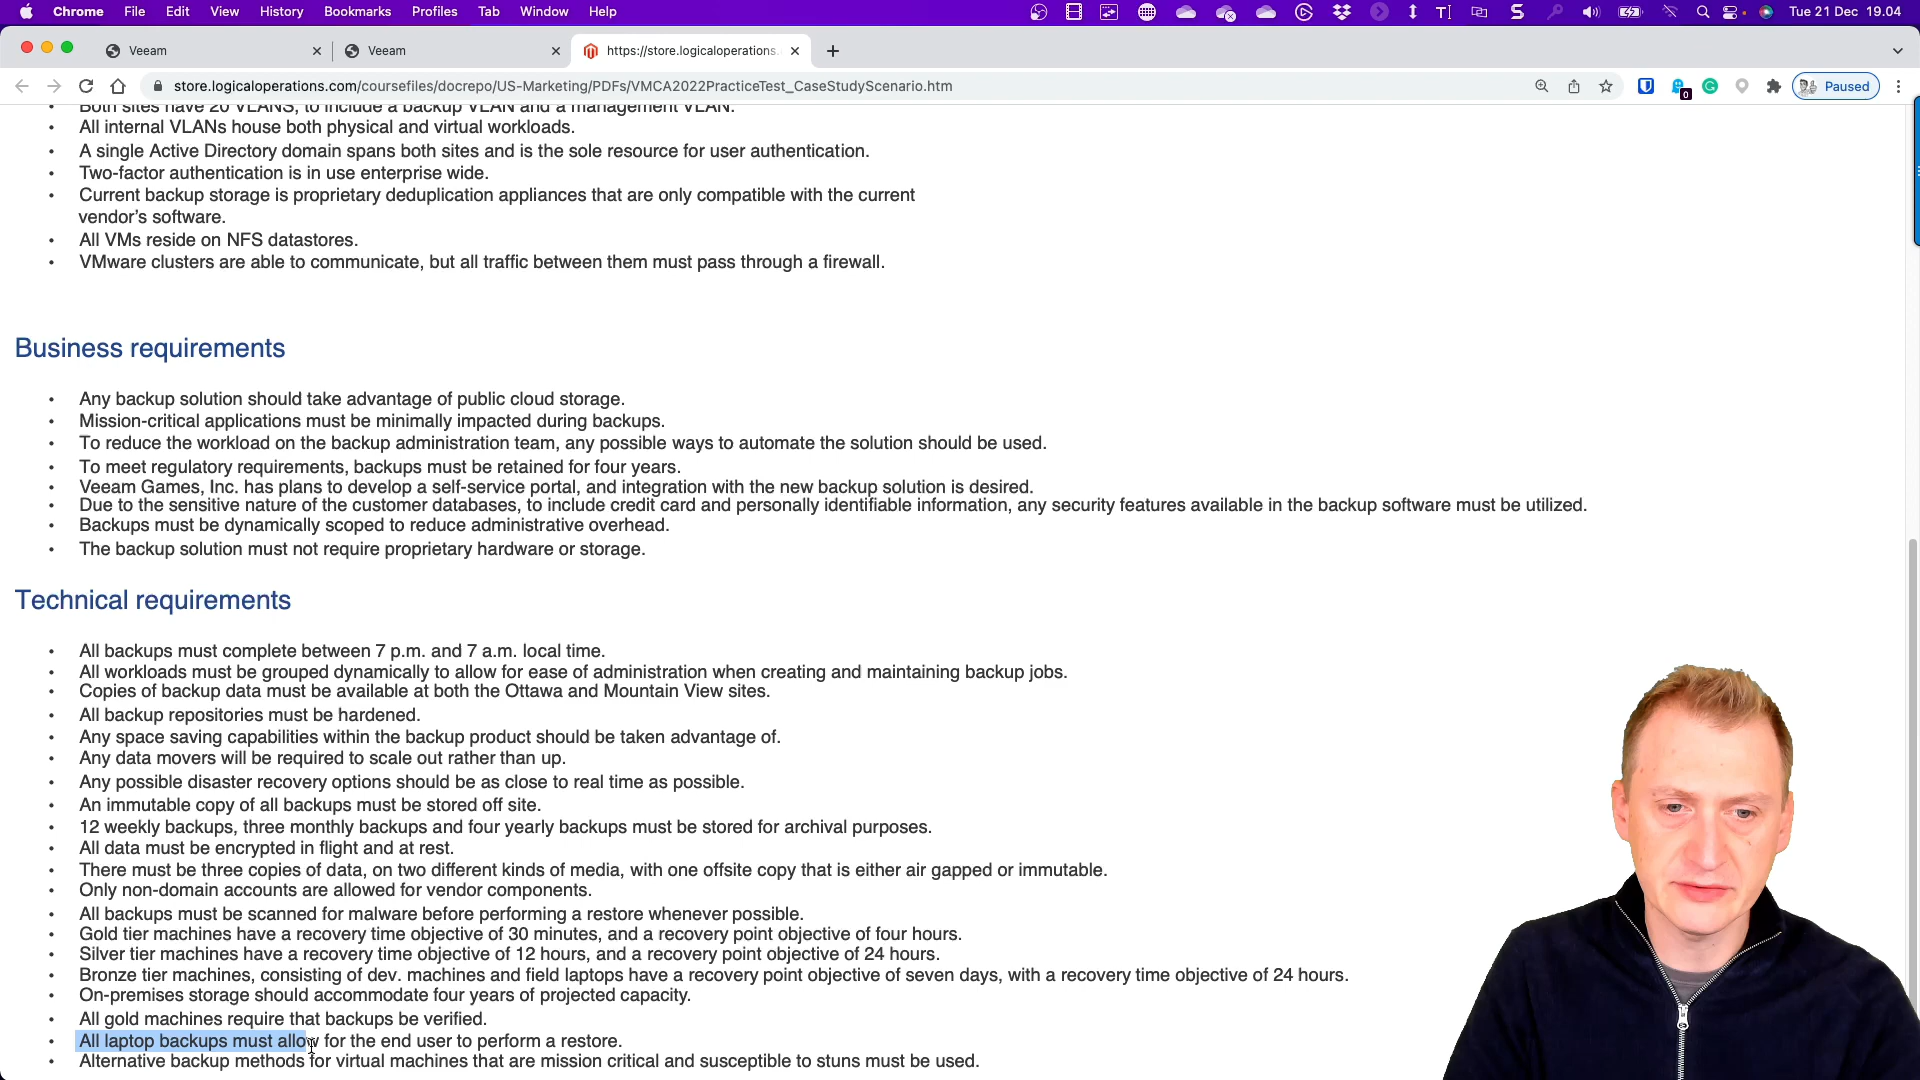 Chrome File Edit View History Bookmarks Profiles Tab Window Help Tue 21 Dec 19.04
Veeam Veeam https://store.logicaloperations.
store.logicaloperations.com/coursefiles/docrepo/US-Marketing/PDFs/VMCA2022PracticeTest_CaseStudyScenario.htm 0 Paused
• Both sites have 20 VLANS, to include a backup VLAN and a management VLAN.
• All internal VLANs house both physical and virtual workloads.
• A single Active Directory domain spans both sites and is the sole resource for user authentication.
• Two-factor authentication is in use enterprise wide.
• Current backup storage is proprietary deduplication appliances that are only compatible with the current
vendor's software.
• All VMs reside on NFS datastores.
• VMware clusters are able to communicate, but all traffic between them must pass through a firewall.
Business requirements
• Any backup solution should take advantage of public cloud storage.
• Mission-critical applications must be minimally impacted during backups.
• To reduce the workload on the backup administration team, any possible ways to automate the solution should be used.
• To meet regulatory requirements, backups must be retained for four years.
• Veeam Games, Inc. has plans to develop a self-service portal, and integration with the new backup solution is desired.
• Due to the sensitive nature of the customer databases, to include credit card and personally identifiable information, any security features available in the backup software must be utilized.
• Backups must be dynamically scoped to reduce administrative overhead.
• The backup solution must not require proprietary hardware or storage.
Technical requirements
• All backups must complete between 7 p.m. and 7 a.m. local time.
• All workloads must be grouped dynamically to allow for ease of administration when creating and maintaining backup jobs.
• Copies of backup data must be available at both the Ottawa and Mountain View sites.
• All backup repositories must be hardened.
• Any space saving capabilities within the backup product should be taken advantage of.
• Any data movers will be required to scale out rather than up.
• Any possible disaster recovery options should be as close to real time as possible.
• An immutable copy of all backups must be stored off site.
• 12 weekly backups, three monthly backups and four yearly backups must be stored for archival purposes.
• All data must be encrypted in flight and at rest.
• There must be three copies of data, on two different kinds of media, with one offsite copy that is either air gapped or immutable.
• Only non-domain accounts are allowed for vendor components.
• All backups must be scanned for malware before performing a restore whenever possible.
• Gold tier machines have a recovery time objective of 30 minutes, and a recovery point objective of four hours.
• Silver tier machines have a recovery time objective of 12 hours, and a recovery point objective of 24 hours.
• Bronze tier machines, consisting of dev. machines and field laptops have a recovery point objective of seven days, with a recovery time objective of 24 hours.
• On-premises storage should accommodate four years of projected capacity.
• All gold machines require that backups be verified.
• All laptop backups must allow for the end user to perform a restore.
• Alternative backup methods for virtual machines that are mission critical and susceptible to stuns must be used.